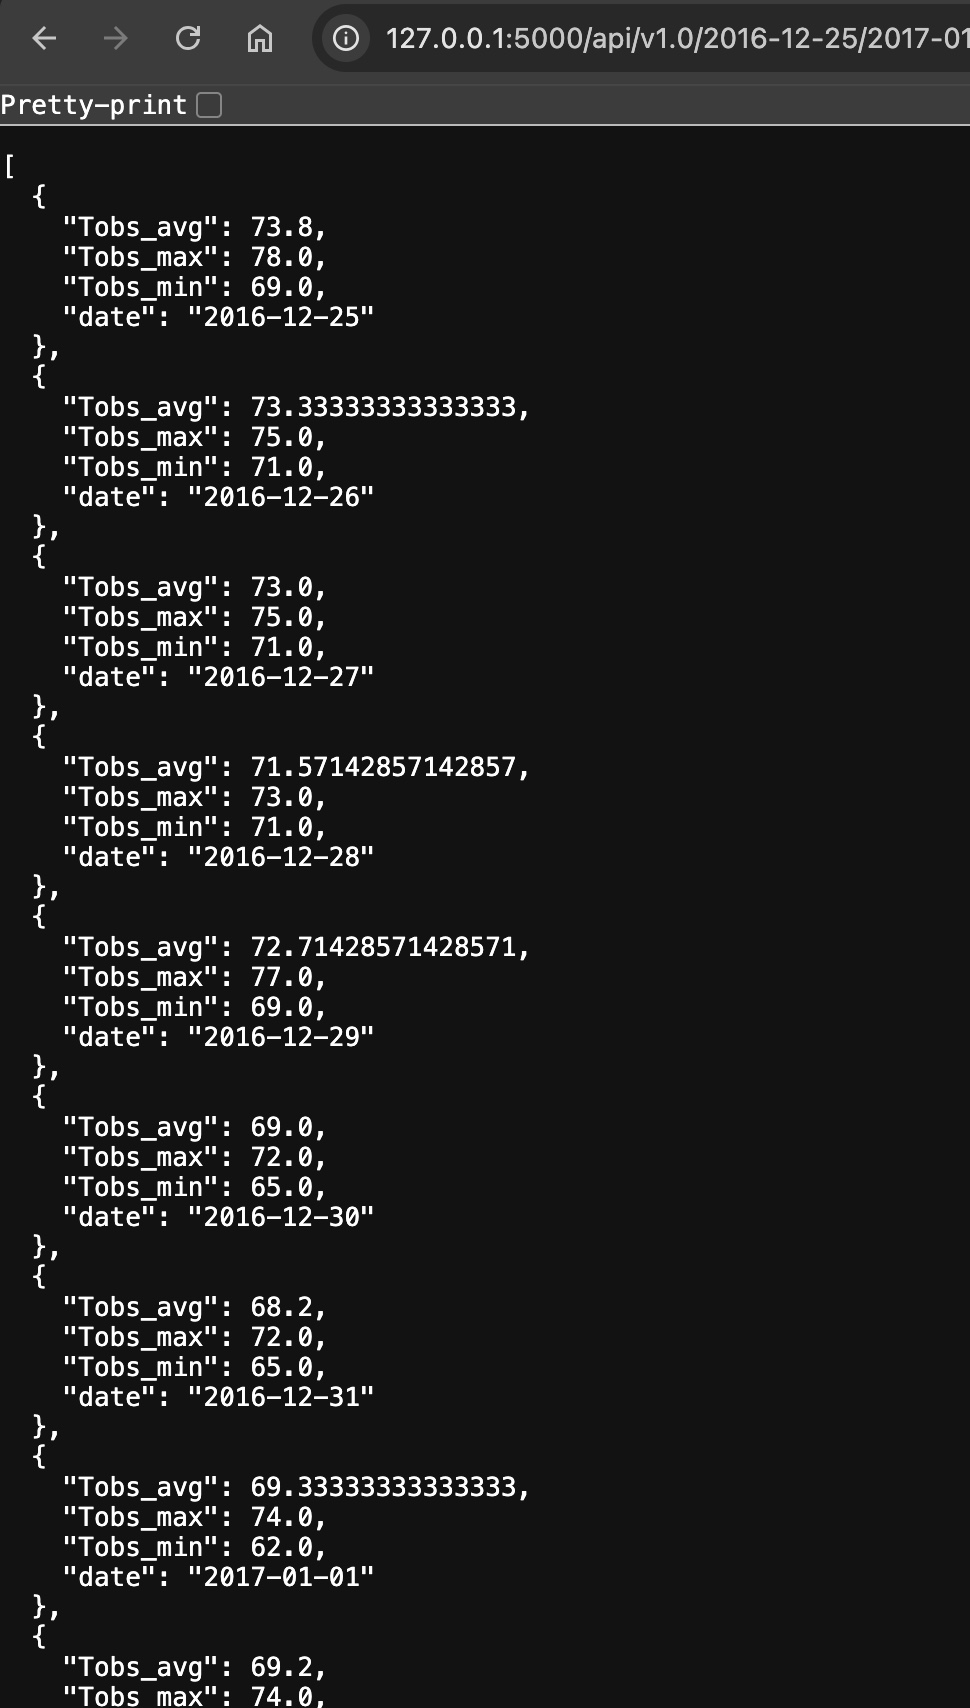 127.0.0.1:5000/api/v1.0/2016-12-25/2017-01
Pretty-print
[
  {
    "Tobs_avg": 73.8,
    "Tobs_max": 78.0,
    "Tobs_min": 69.0,
    "date": "2016-12-25"
  },
  {
    "Tobs_avg": 73.33333333333333,
    "Tobs_max": 75.0,
    "Tobs_min": 71.0,
    "date": "2016-12-26"
  },
  {
    "Tobs_avg": 73.0,
    "Tobs_max": 75.0,
    "Tobs_min": 71.0,
    "date": "2016-12-27"
  },
  {
    "Tobs_avg": 71.57142857142857,
    "Tobs_max": 73.0,
    "Tobs_min": 71.0,
    "date": "2016-12-28"
  },
  {
    "Tobs_avg": 72.71428571428571,
    "Tobs_max": 77.0,
    "Tobs_min": 69.0,
    "date": "2016-12-29"
  },
  {
    "Tobs_avg": 69.0,
    "Tobs_max": 72.0,
    "Tobs_min": 65.0,
    "date": "2016-12-30"
  },
  {
    "Tobs_avg": 68.2,
    "Tobs_max": 72.0,
    "Tobs_min": 65.0,
    "date": "2016-12-31"
  },
  {
    "Tobs_avg": 69.33333333333333,
    "Tobs_max": 74.0,
    "Tobs_min": 62.0,
    "date": "2017-01-01"
  },
  {
    "Tobs_avg": 69.2,
    "Tobs_max": 74.0,